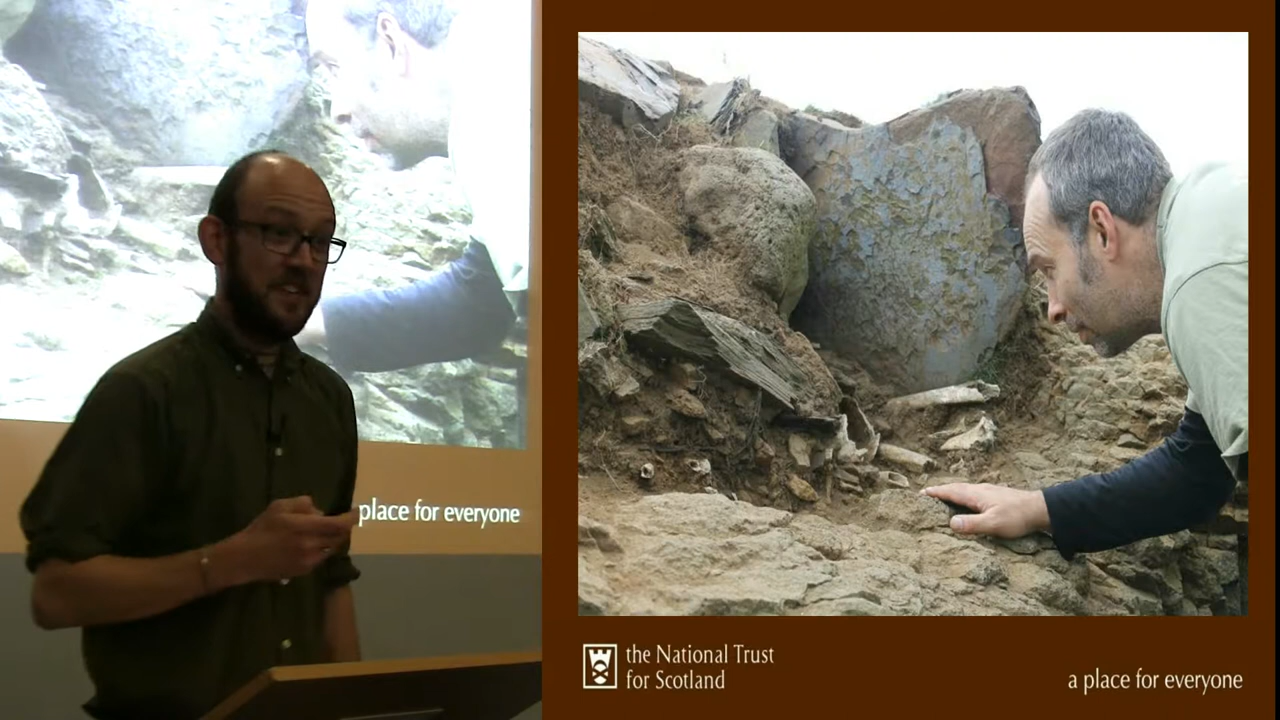 place for everyone
the National Trust
for Scotland
a place for everyone